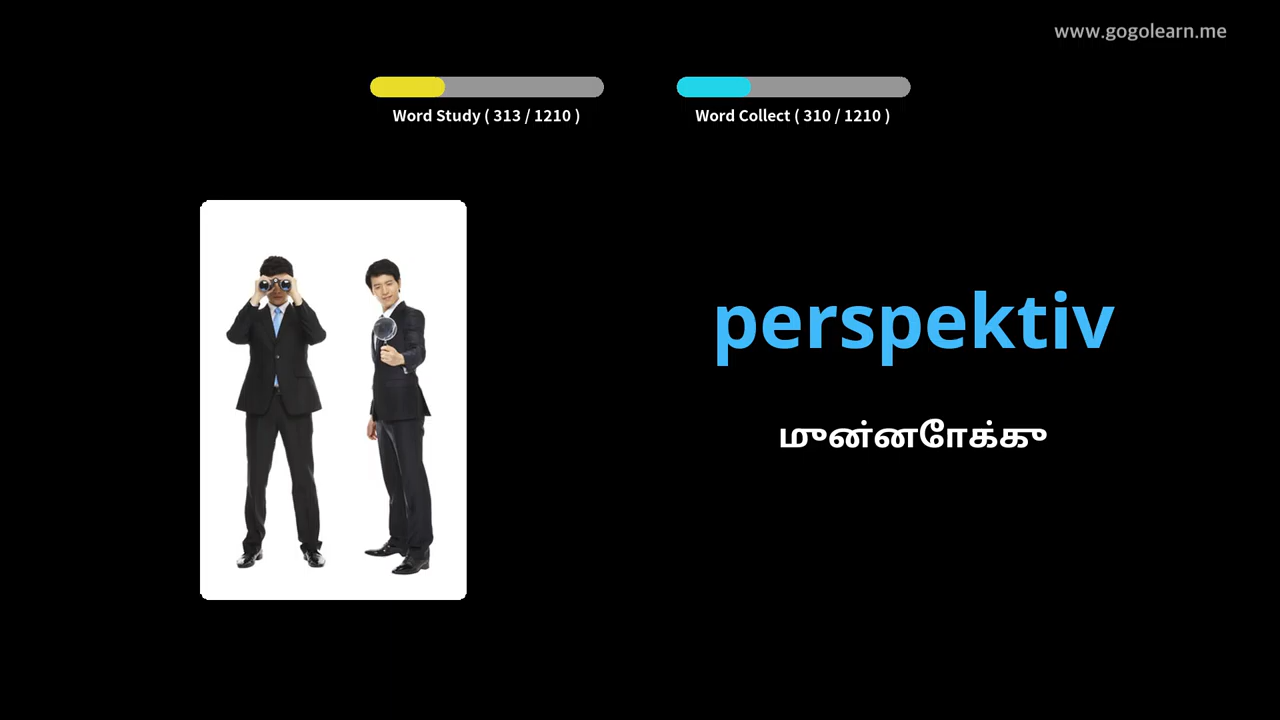 www.gogolearn.me
Word Study ( 313 / 1210 )
Word Collect ( 310 / 1210 )
perspektiv
முன்னோக்கு